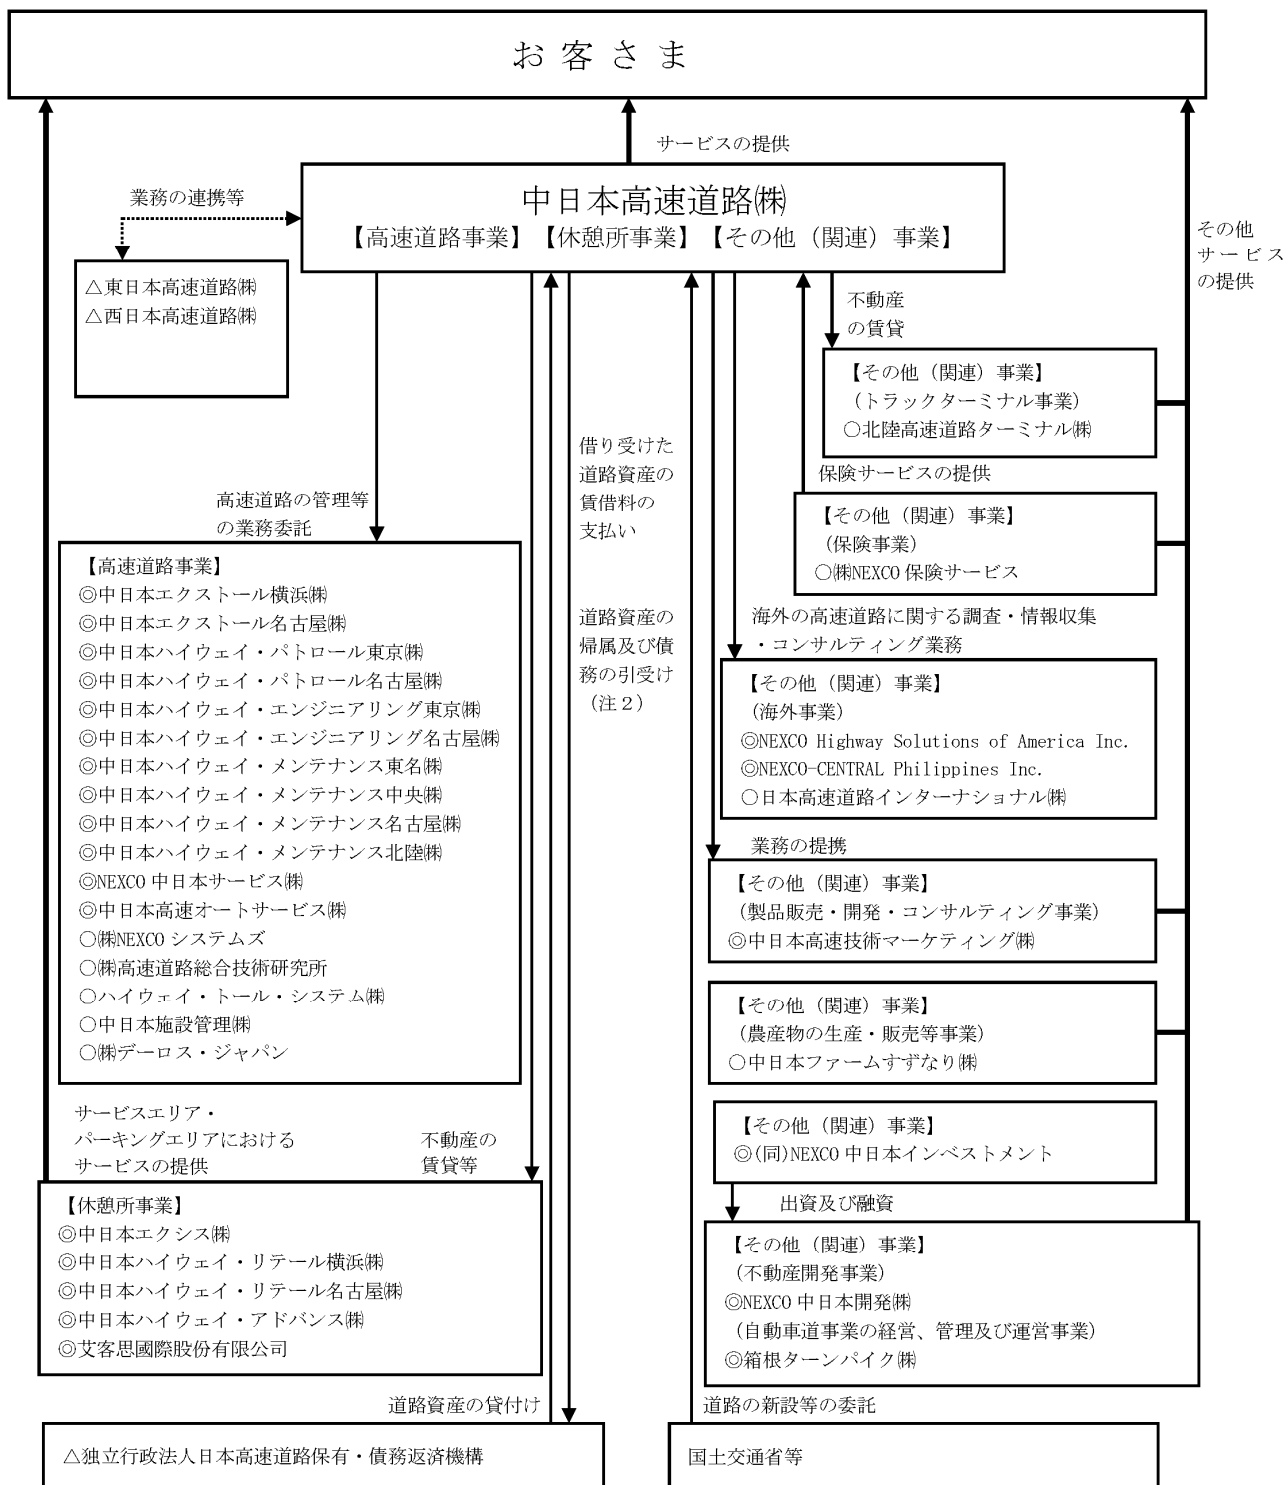 お客さま
サービスの提供
中日本高速道路㈱
【高速道路事業】【休憩所事業】【その他（関連）事業】
業務の連携等
△東日本高速道路㈱
△西日本高速道路㈱
その他
サービス
の提供
不動産
の賃貸
【その他（関連）事業】
（トラックターミナル事業）
○北陸高速道路ターミナル㈱
保険サービスの提供
【その他（関連）事業】
（保険事業）
○㈱NEXCO保険サービス
借り受けた
道路資産の
賃借料の
支払い
道路資産の
帰属及び債
務の引受け
（注２）
高速道路の管理等
の業務委託
【高速道路事業】
◎中日本エクストール横浜㈱
◎中日本エクストール名古屋㈱
◎中日本ハイウェイ・パトロール東京㈱
◎中日本ハイウェイ・パトロール名古屋㈱
◎中日本ハイウェイ・エンジニアリング東京㈱
◎中日本ハイウェイ・エンジニアリング名古屋㈱
◎中日本ハイウェイ・メンテナンス東名㈱
◎中日本ハイウェイ・メンテナンス中央㈱
◎中日本ハイウェイ・メンテナンス名古屋㈱
◎中日本ハイウェイ・メンテナンス北陸㈱
◎NEXCO中日本サービス㈱
◎中日本高速オートサービス㈱
○㈱NEXCOシステムズ
○㈱高速道路総合技術研究所
○ハイウェイ・トール・システム㈱
○中日本施設管理㈱
○㈱デーロス・ジャパン
海外の高速道路に関する調査・情報収集
・コンサルティング業務
【その他（関連）事業】
（海外事業）
◎NEXCO Highway Solutions of America Inc.
◎NEXCO-CENTRAL Philippines Inc.
○日本高速道路インターナショナル㈱
業務の提携
【その他（関連）事業】
（製品販売・開発・コンサルティング事業）
◎中日本高速技術マーケティング㈱
【その他（関連）事業】
（農産物の生産・販売等事業）
○中日本ファームすずなり㈱
【その他（関連）事業】
◎(同)NEXCO中日本インベストメント
出資及び融資
【その他（関連）事業】
（不動産開発事業）
◎NEXCO中日本開発㈱
（自動車道事業の経営、管理及び運営事業）
◎箱根ターンパイク㈱
サービスエリア・
パーキングエリアにおける
サービスの提供
不動産の
賃貸等
【休憩所事業】
◎中日本エクシス㈱
◎中日本ハイウェイ・リテール横浜㈱
◎中日本ハイウェイ・リテール名古屋㈱
◎中日本ハイウェイ・アドバンス㈱
◎艾客思國際股份有限公司
道路資産の貸付け
△独立行政法人日本高速道路保有・債務返済機構
道路の新設等の委託
国土交通省等